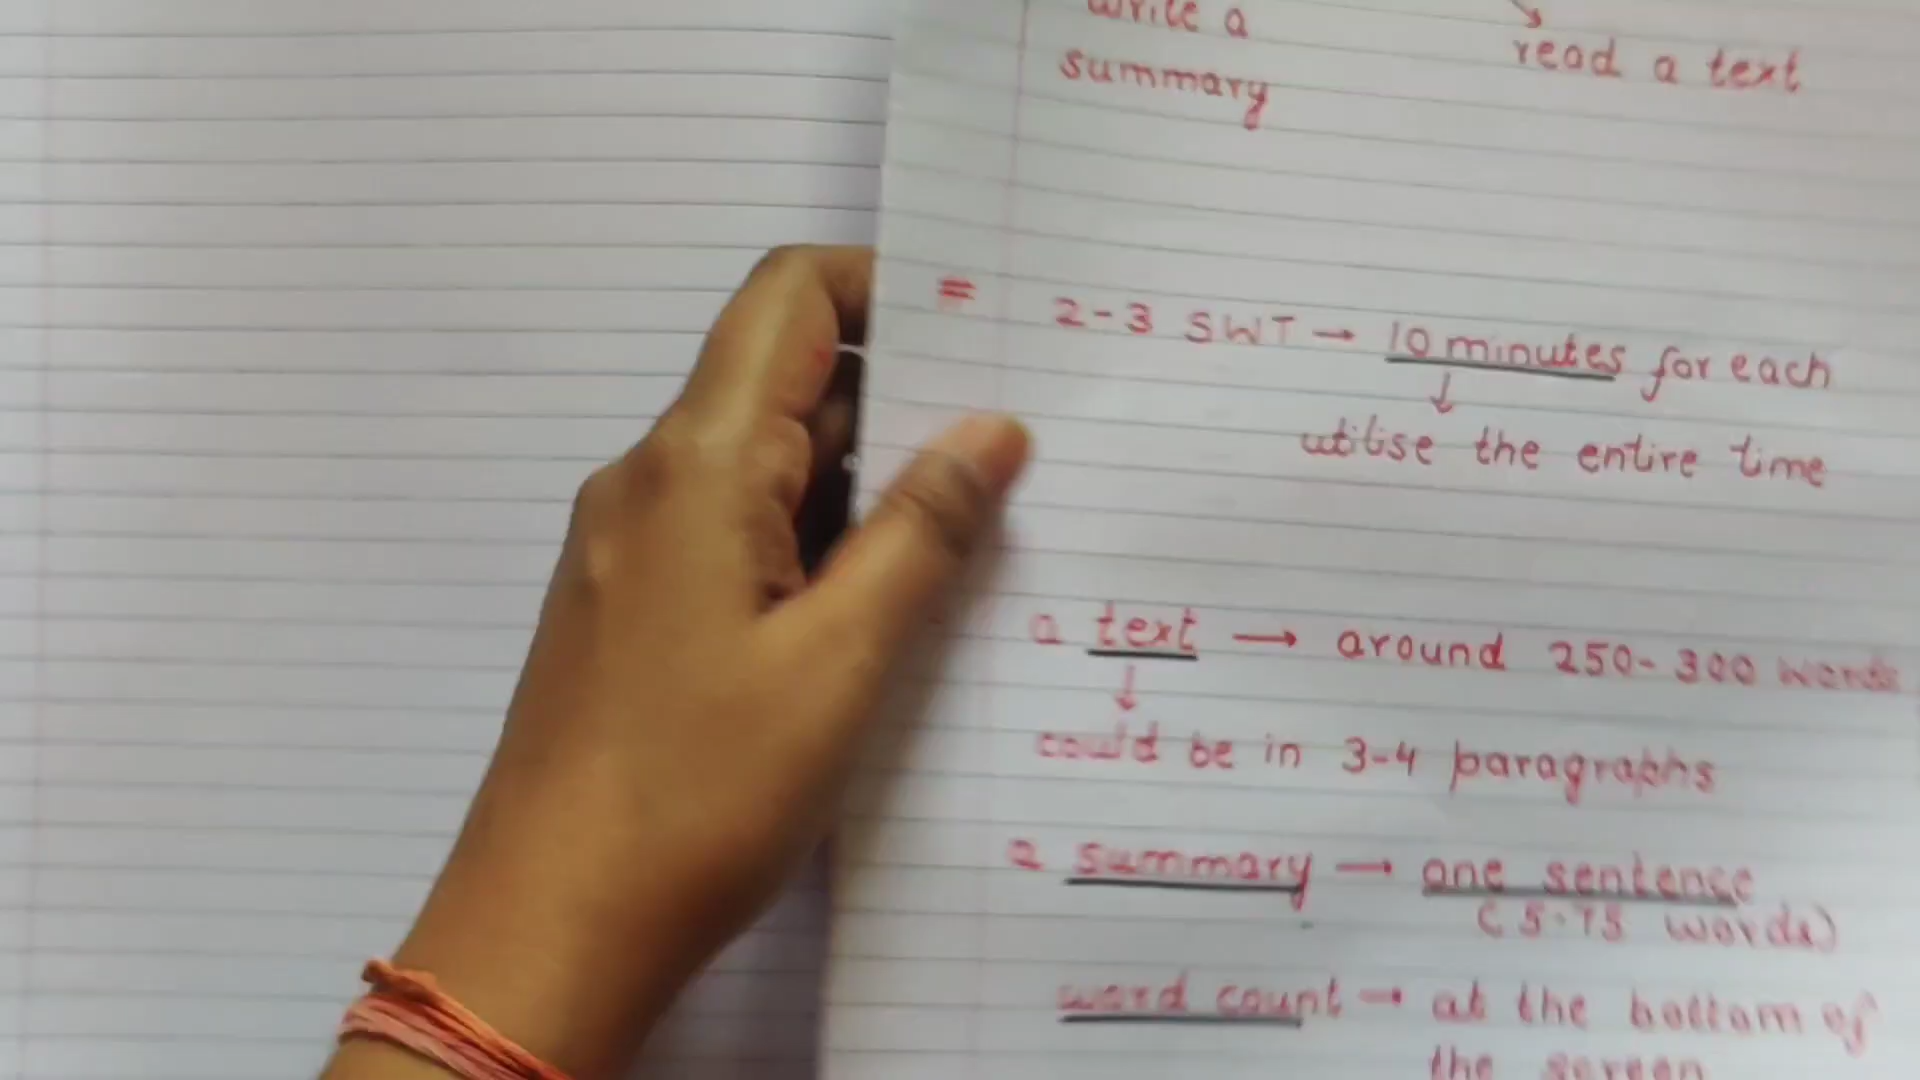 write a
summary
read a text
= 2-3 SWT → 10 minutes for each
↓
utilise the entire time
a text → around 250-300 words
↓
could be in 3-4 paragraphs
a summary → one sentence
(5-75 words)
word count → at the bottom of
the screen